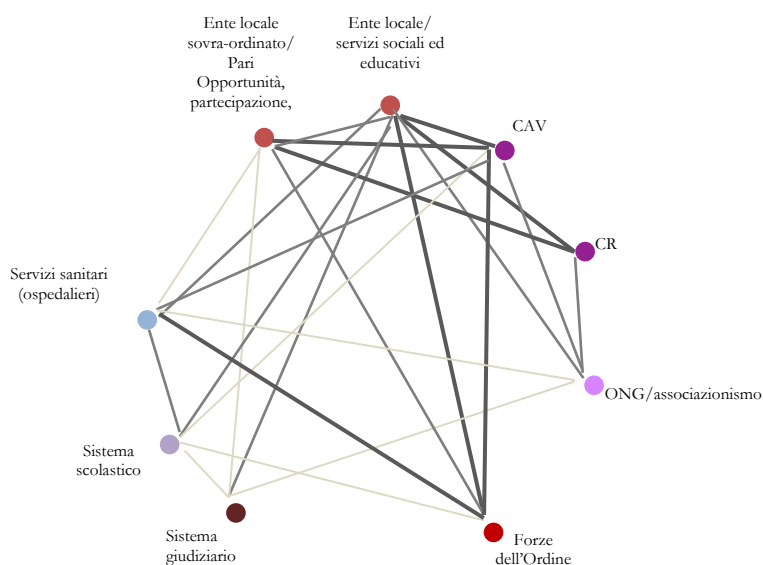 Ente locale
sovra-ordinato/
Pari
Opportunità,
partecipazione,
Ente locale/
servizi sociali ed
educativi
CAV
CR
Servizi sanitari
(ospedalieri)
ONG/associazionismo
Sistema
scolastico
Sistema
giudiziario
Forze
dell'Ordine